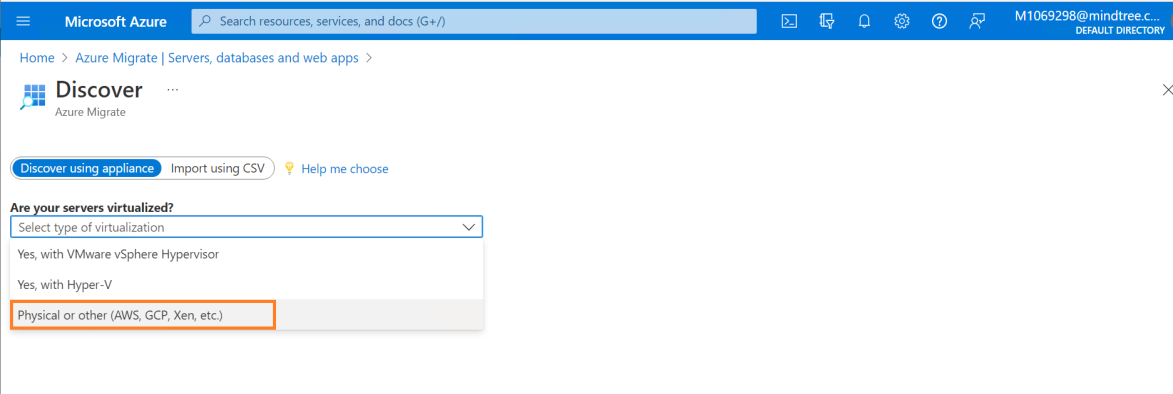 Microsoft Azure
Search resources, services, and docs (G+/)
M1069298@mindtree.c...
DEFAULT DIRECTORY
Home > Azure Migrate | Servers, databases and web apps >
Discover ...
Azure Migrate
Discover using appliance
Import using CSV
Help me choose
Are your servers virtualized?
Select type of virtualization
Yes, with VMware vSphere Hypervisor
Yes, with Hyper-V
Physical or other (AWS, GCP, Xen, etc.)